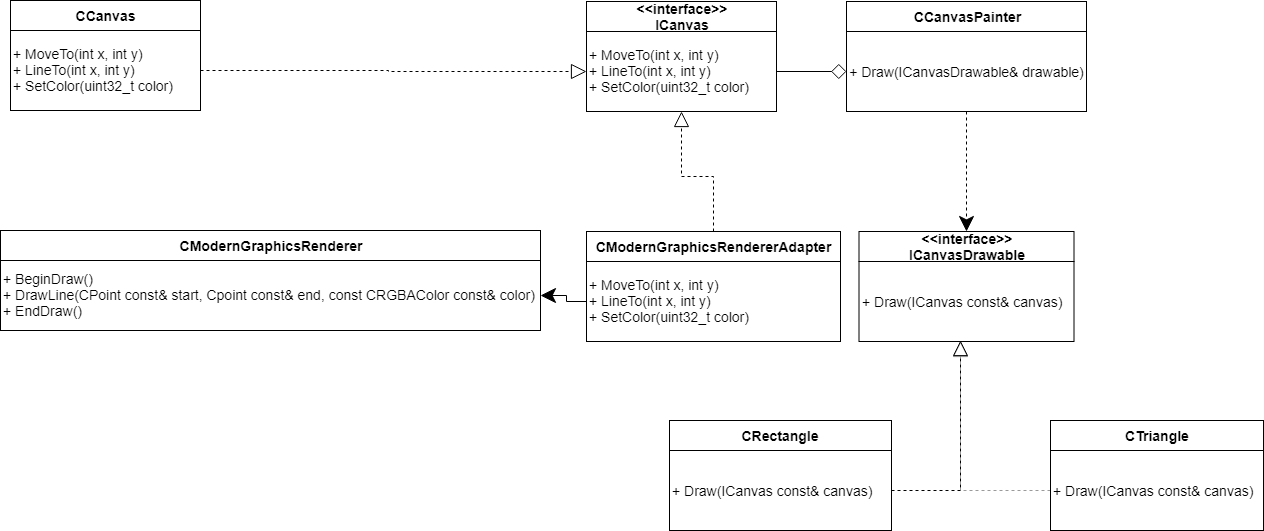 CCanvas
+ MoveTo(int x, int y)
+ LineTo(int x, int y)
+ SetColor(uint32_t color)
<<interface>>
ICanvas
+ MoveTo(int x, int y)
+ LineTo(int x, int y)
+ SetColor(uint32_t color)
CCanvasPainter
+ Draw(ICanvasDrawable& drawable)
CModernGraphicsRenderer
+ BeginDraw()
+ DrawLine(CPoint const& start, Cpoint const& end, const CRGBAColor const& color)
+ EndDraw()
CModernGraphicsRendererAdapter
+ MoveTo(int x, int y)
+ LineTo(int x, int y)
+ SetColor(uint32_t color)
<<interface>>
ICanvasDrawable
+ Draw(ICanvas const& canvas)
CRectangle
+ Draw(ICanvas const& canvas)
CTriangle
+ Draw(ICanvas const& canvas)